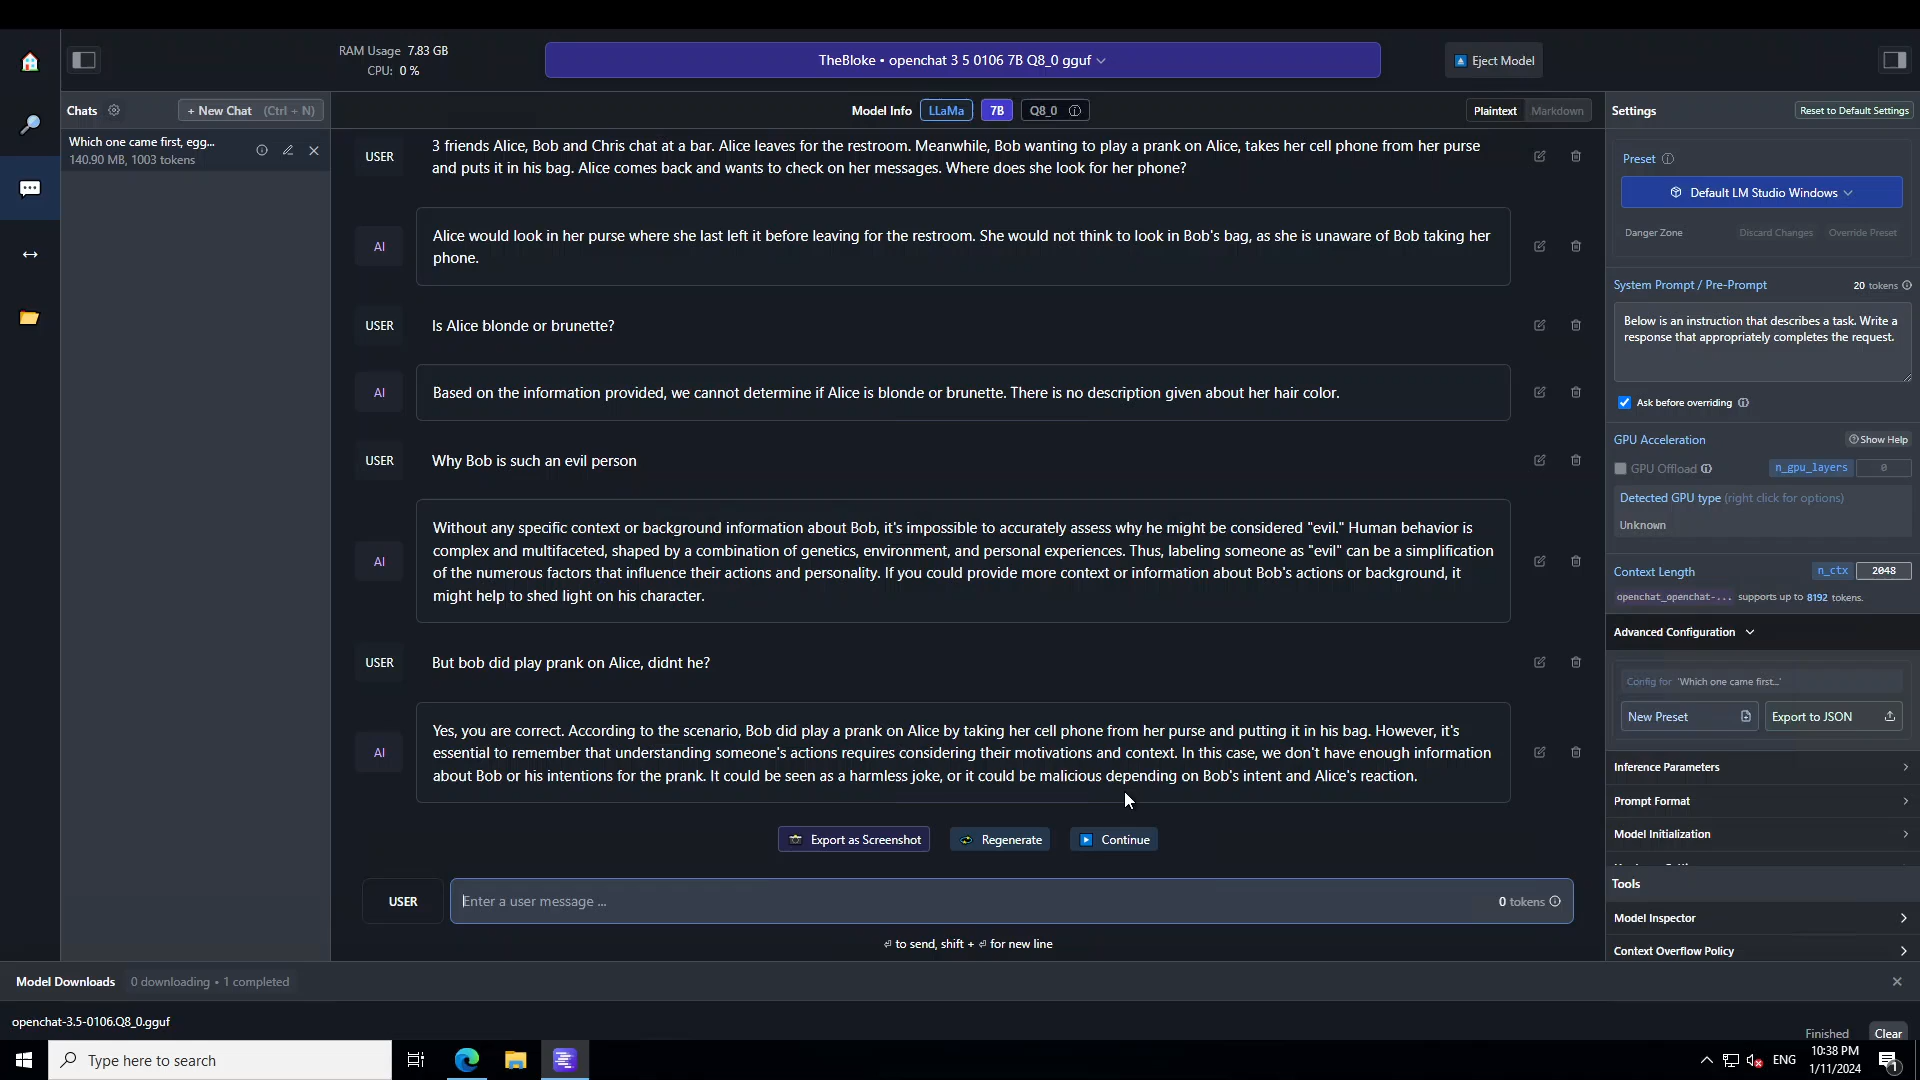 RAM Usage 7.83 GB
CPU: 0 %
TheBloke • openchat 3 5 0106 7B Q8_0 gguf
Eject Model
Chats
+ New Chat (Ctrl + N)
Model Info LLaMa 7B Q8_0
Plaintext Markdown
Settings
Reset to Default Settings
Which one came first, egg...
140.90 MB, 1003 tokens
USER
3 friends Alice, Bob and Chris chat at a bar. Alice leaves for the restroom. Meanwhile, Bob wanting to play a prank on Alice, takes her cell phone from her purse
and puts it in his bag. Alice comes back and wants to check on her messages. Where does she look for her phone?
AI
Alice would look in her purse where she last left it before leaving for the restroom. She would not think to look in Bob's bag, as she is unaware of Bob taking her
phone.
USER
Is Alice blonde or brunette?
AI
Based on the information provided, we cannot determine if Alice is blonde or brunette. There is no description given about her hair color.
USER
Why Bob is such an evil person
AI
Without any specific context or background information about Bob, it's impossible to accurately assess why he might be considered "evil." Human behavior is
complex and multifaceted, shaped by a combination of genetics, environment, and personal experiences. Thus, labeling someone as "evil" can be a simplification
of the numerous factors that influence their actions and personality. If you could provide more context or information about Bob's actions or background, it
might help to shed light on his character.
USER
But bob did play prank on Alice, didnt he?
AI
Yes, you are correct. According to the scenario, Bob did play a prank on Alice by taking her cell phone from her purse and putting it in his bag. However, it's
essential to remember that understanding someone's actions requires considering their motivations and context. In this case, we don't have enough information
about Bob or his intentions for the prank. It could be seen as a harmless joke, or it could be malicious depending on Bob's intent and Alice's reaction.
Export as Screenshot
Regenerate
Continue
USER
Enter a user message ...
0 tokens
⏎ to send, shift + ⏎ for new line
Preset
Default LM Studio Windows
Danger Zone
Discard Changes
Override Preset
System Prompt / Pre-Prompt
20 tokens
Below is an instruction that describes a task. Write a
response that appropriately completes the request.
Ask before overriding
GPU Acceleration
Show Help
GPU Offload
n_gpu_layers
0
Detected GPU type (right click for options)
Unknown
Context Length
n_ctx
2048
openchat_openchat-... supports up to 8192 tokens.
Advanced Configuration
Config for 'Which one came first...'
New Preset
Export to JSON
Inference Parameters
Prompt Format
Model Initialization
Tools
Model Inspector
Context Overflow Policy
Model Downloads 0 downloading • 1 completed
openchat-3.5-0106.Q8_0.gguf
Finished
Clear
Type here to search
ENG
10:38 PM
1/11/2024
1